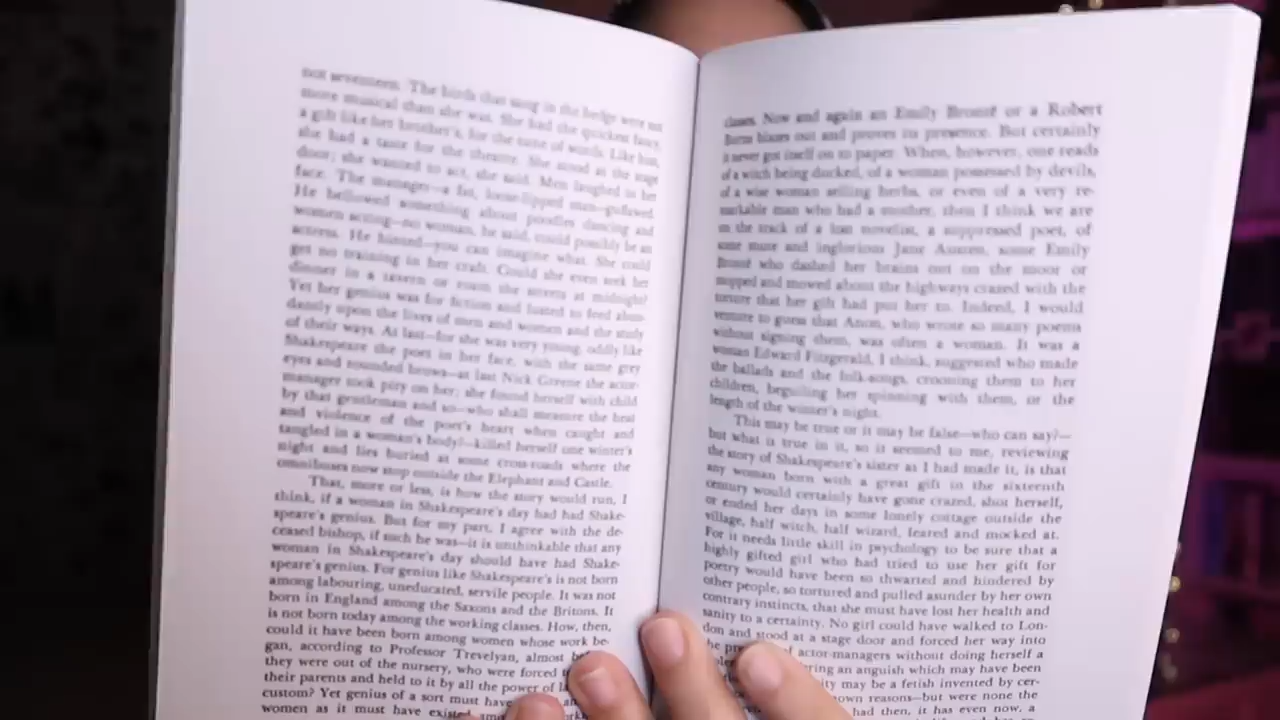 not seventeen. The birds that sang in the hedge were not
more musical than she was. She had the quickest fancy,
a gift like her brother's, for the tune of words. Like him,
she had a taste for the theatre. She stood at the stage
door; she wanted to act, she said. Men laughed in her
face. The manager—a fat, loose-lipped man—guffawed.
He bellowed something about poodles dancing and
women acting—no woman, he said, could possibly be an
actress. He hinted—you can imagine what. She could
get no training in her craft. Could she even seek her
dinner in a tavern or roam the streets at midnight?
Yet her genius was for fiction and lusted to feed abun-
dantly upon the lives of men and women and the study
of their ways. At last—for she was very young, oddly like
Shakespeare the poet in her face, with the same grey
eyes and rounded brows—at last Nick Greene the actor-
manager took pity on her; she found herself with child
by that gentleman and so—who shall measure the heat
and violence of the poet's heart when caught and
tangled in a woman's body?—killed herself one winter's
night and lies buried at some cross-roads where the
omnibuses now stop outside the Elephant and Castle.
That, more or less, is how the story would run, I
think, if a woman in Shakespeare's day had had Shake-
speare's genius. But for my part, I agree with the de-
ceased bishop, if such he was—it is unthinkable that any
woman in Shakespeare's day should have had Shake-
speare's genius. For genius like Shakespeare's is not born
among labouring, uneducated, servile people. It was not
born in England among the Saxons and the Britons. It
is not born today among the working classes. How, then,
could it have been born among women whose work be-
gan, according to Professor Trevelyan, almost
they were out of the nursery, who were forced
their parents and held to it by all the power of
custom? Yet genius of a sort must have
women as it must have existed
classes. Now and again an Emily Brontë or a Robert
Burns blazes out and proves its presence. But certainly
it never got itself on to paper. When, however, one reads
of a witch being ducked, of a woman possessed by devils,
of a wise woman selling herbs, or even of a very re-
markable man who had a mother, then I think we are
on the track of a lost novelist, a suppressed poet, of
some mute and inglorious Jane Austen, some Emily
Brontë who dashed her brains out on the moor or
mopped and mowed about the highways crazed with the
torture that her gift had put her to. Indeed, I would
venture to guess that Anon, who wrote so many poems
without signing them, was often a woman. It was a
woman Edward Fitzgerald, I think, suggested who made
the ballads and the folk-songs, crooning them to her
children, beguiling her spinning with them, or the
length of the winter's night.
This may be true or it may be false—who can say?—
but what is true in it, so it seemed to me, reviewing
the story of Shakespeare's sister as I had made it, is that
any woman born with a great gift in the sixteenth
century would certainly have gone crazed, shot herself,
or ended her days in some lonely cottage outside the
village, half witch, half wizard, feared and mocked at.
For it needs little skill in psychology to be sure that a
highly gifted girl who had tried to use her gift for
poetry would have been so thwarted and hindered by
other people, so tortured and pulled asunder by her own
contrary instincts, that she must have lost her health and
sanity to a certainty. No girl could have walked to Lon-
don and stood at a stage door and forced her way into
of actor-managers without doing herself a
an anguish which may have been
may be a fetish invented by cer-
own reasons—but were none the
had then, it has even now, a